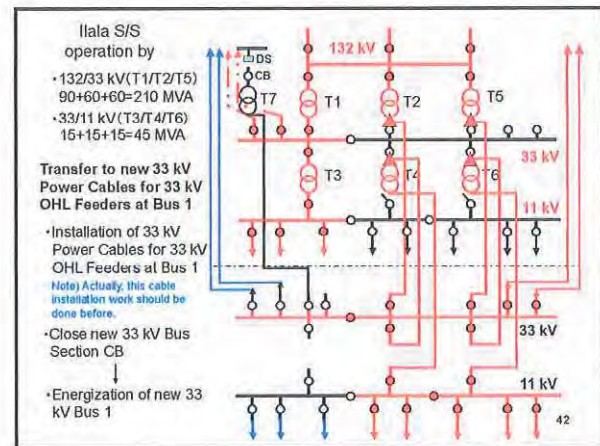 Ilala S/S
operation by
•132/33 kV(T1/T2/T5)
90+60+60=210 MVA
•33/11 kV(T3/T4/T6)
15+15+15=45 MVA
Transfer to new 33 kV
Power Cables for 33 kV
OHL Feeders at Bus 1
•Installation of 33 kV
Power Cables for 33 kV
OHL Feeders at Bus 1
Note) Actually, this cable
installation work should be
done before.
•Close new 33 kV Bus
Section CB
•Energization of new 33
kV Bus 1
132 kV
DS
CB
T7
T1
T2
T5
33 kV
T3
T4
T6
11 kV
33 kV
11 kV
42